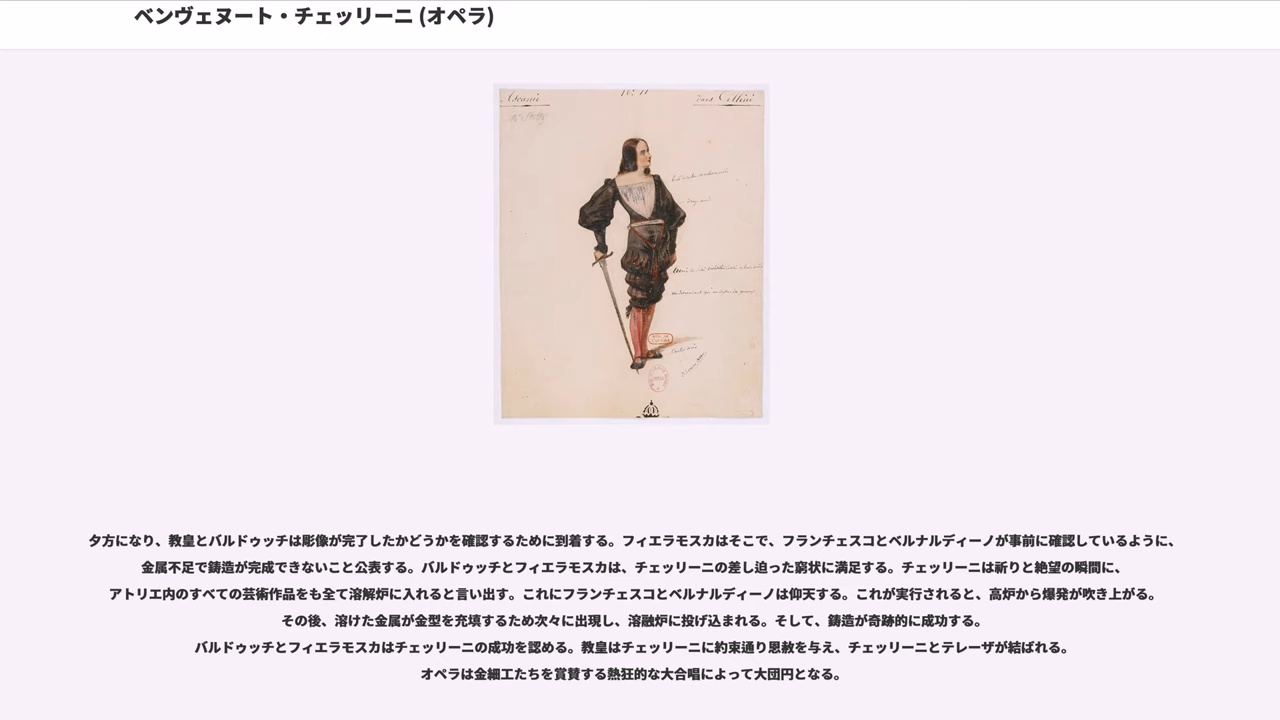 ベンヴェヌート・チェッリーニ (オペラ)
Ascanio
dans Cellini
夕方になり、教皇とバルドゥッチは彫像が完了したかどうかを確認するために到着する。フィエラモスカはそこで、フランチェスコとベルナルディーノが事前に確認しているように、
金属不足で鋳造が完成できないこと公表する。バルドゥッチとフィエラモスカは、チェッリーニの差し迫った窮状に満足する。チェッリーニは祈りと絶望の瞬間に、
アトリエ内のすべての芸術作品をも全て溶解炉に入れると言い出す。これにフランチェスコとベルナルディーノは仰天する。これが実行されると、高炉から爆発が吹き上がる。
その後、溶けた金属が金型を充填するため次々に出現し、溶融炉に投げ込まれる。そして、鋳造が奇跡的に成功する。
バルドゥッチとフィエラモスカはチェッリーニの成功を認める。教皇はチェッリーニに約束通り恩赦を与え、チェッリーニとテレーザが結ばれる。
オペラは金細工たちを賞賛する熱狂的な大合唱によって大団円となる。